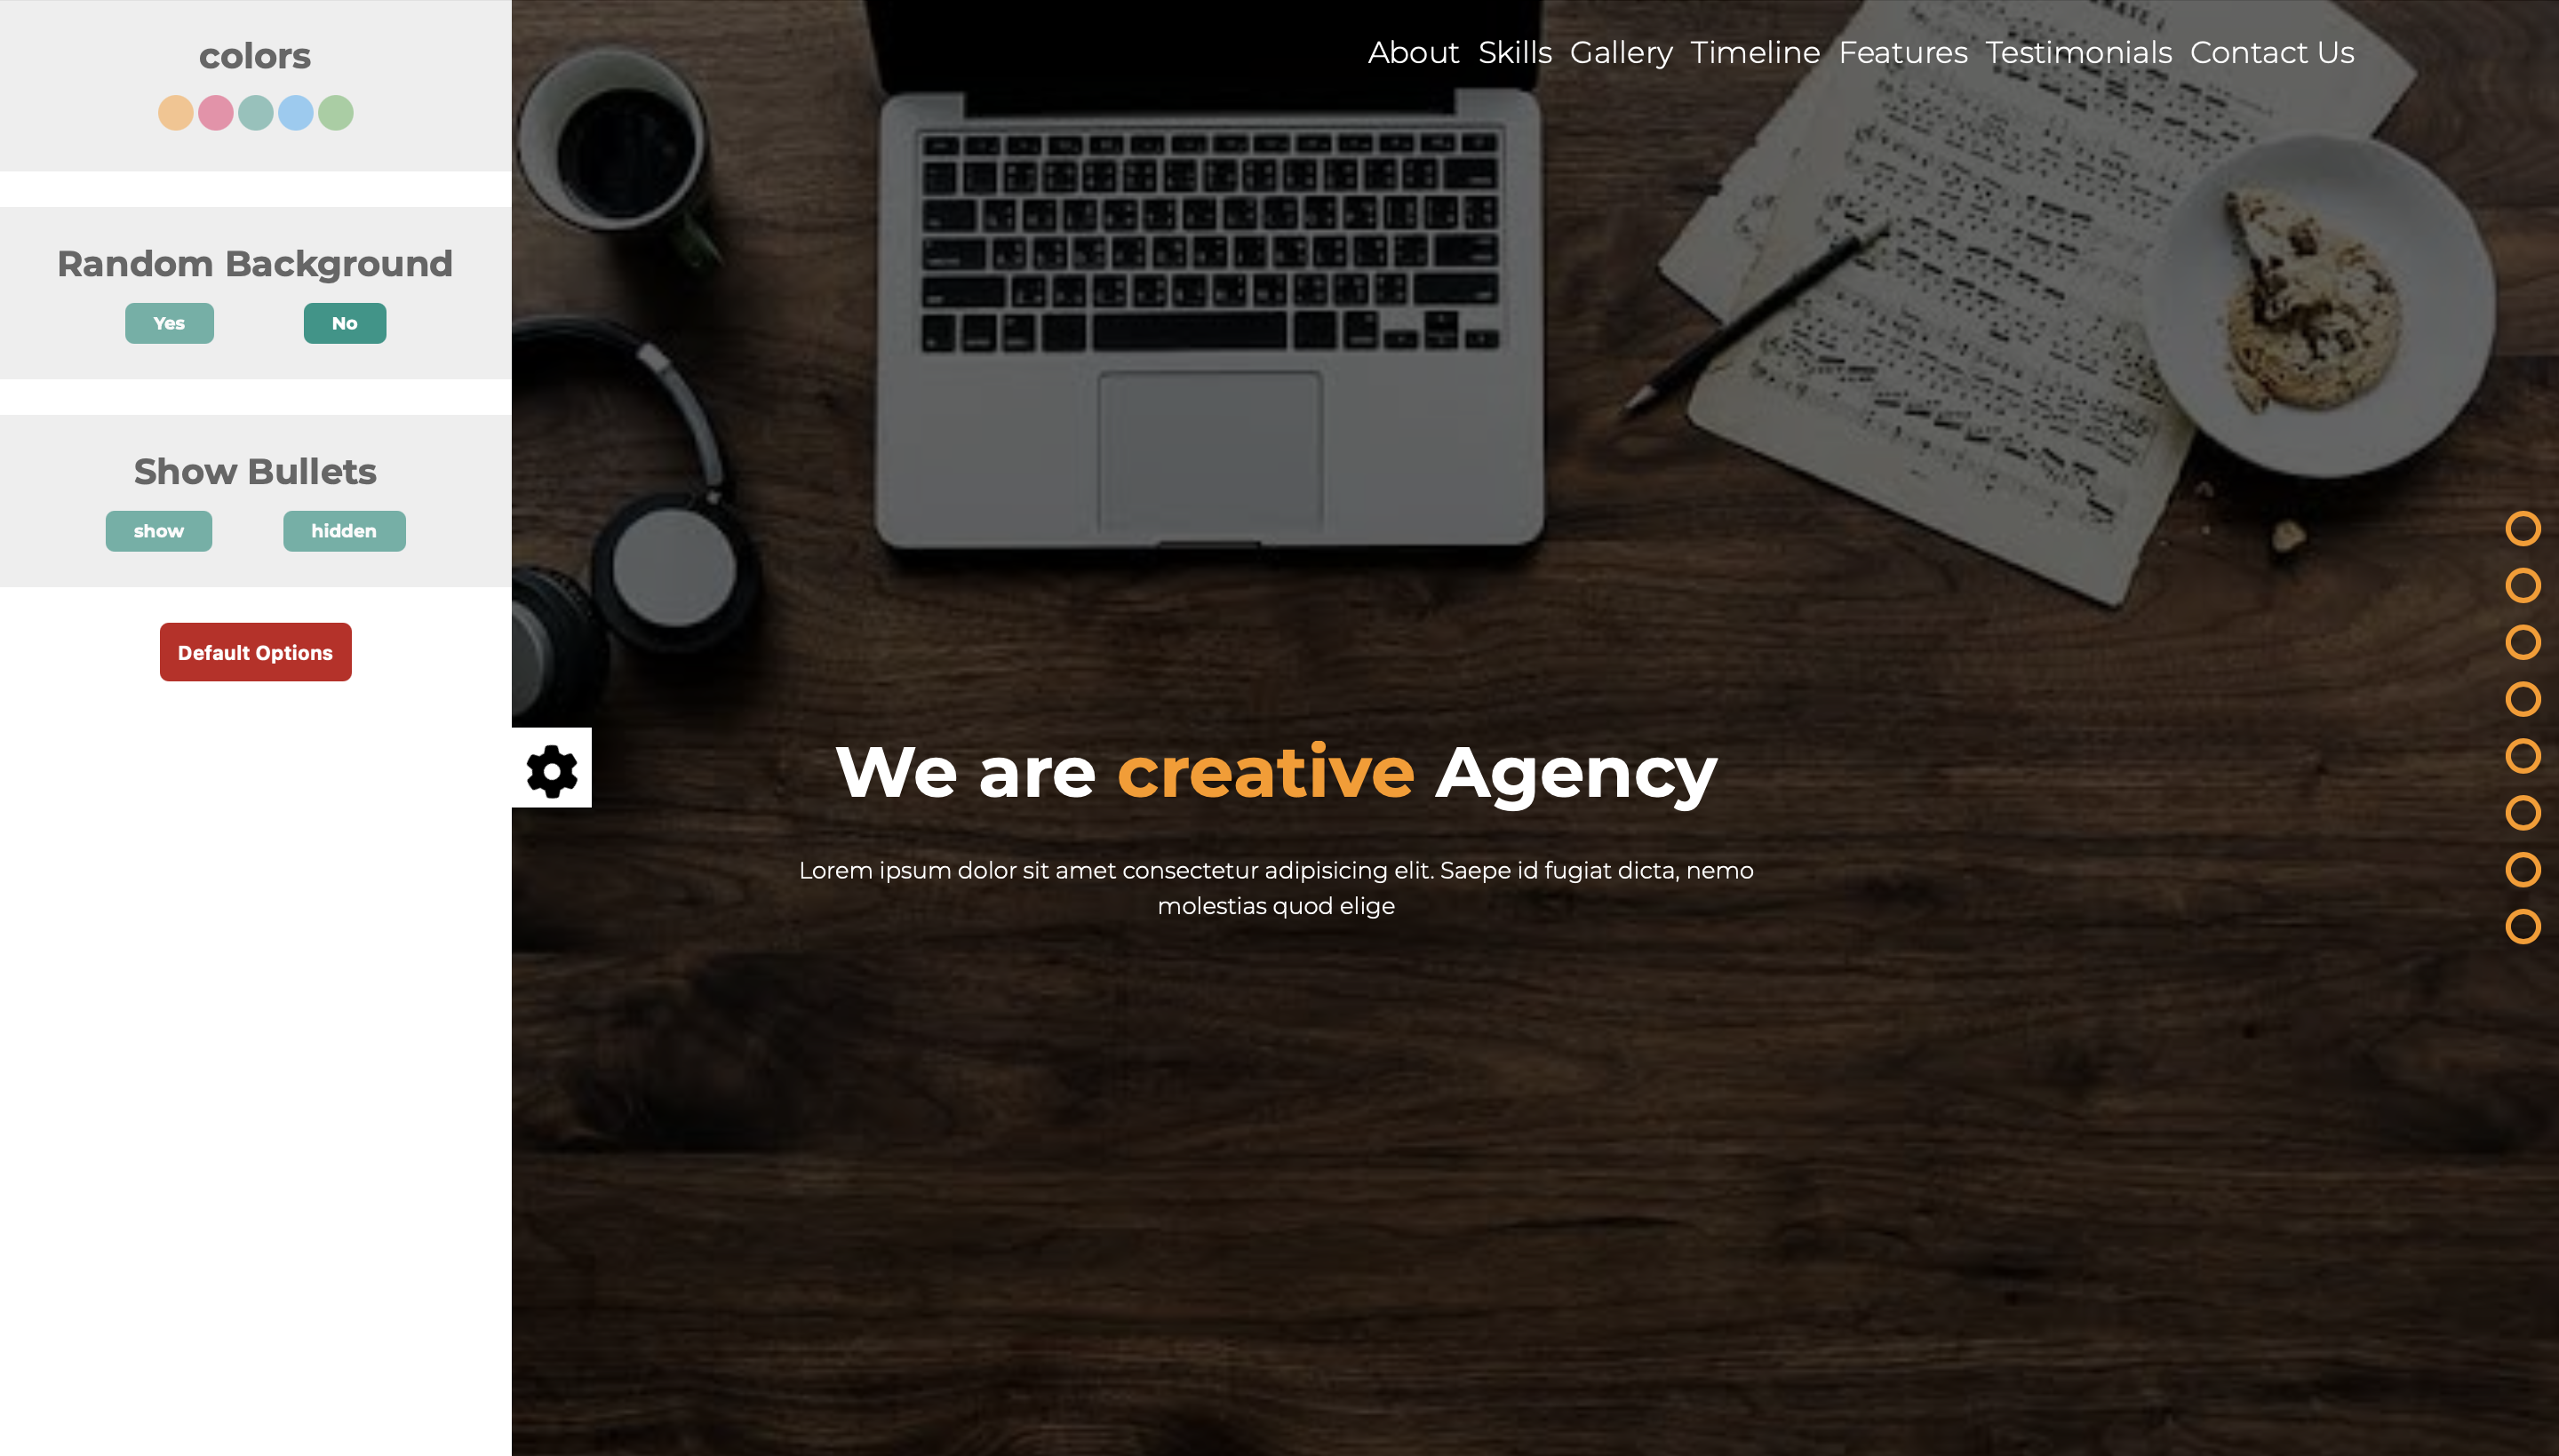 colors
Random Background
Yes No
Show Bullets
show hidden
Default Options
About Skills Gallery Timeline Features Testimonials Contact Us
We are creative Agency
Lorem ipsum dolor sit amet consectetur adipisicing elit. Saepe id fugiat dicta, nemo
molestias quod elige